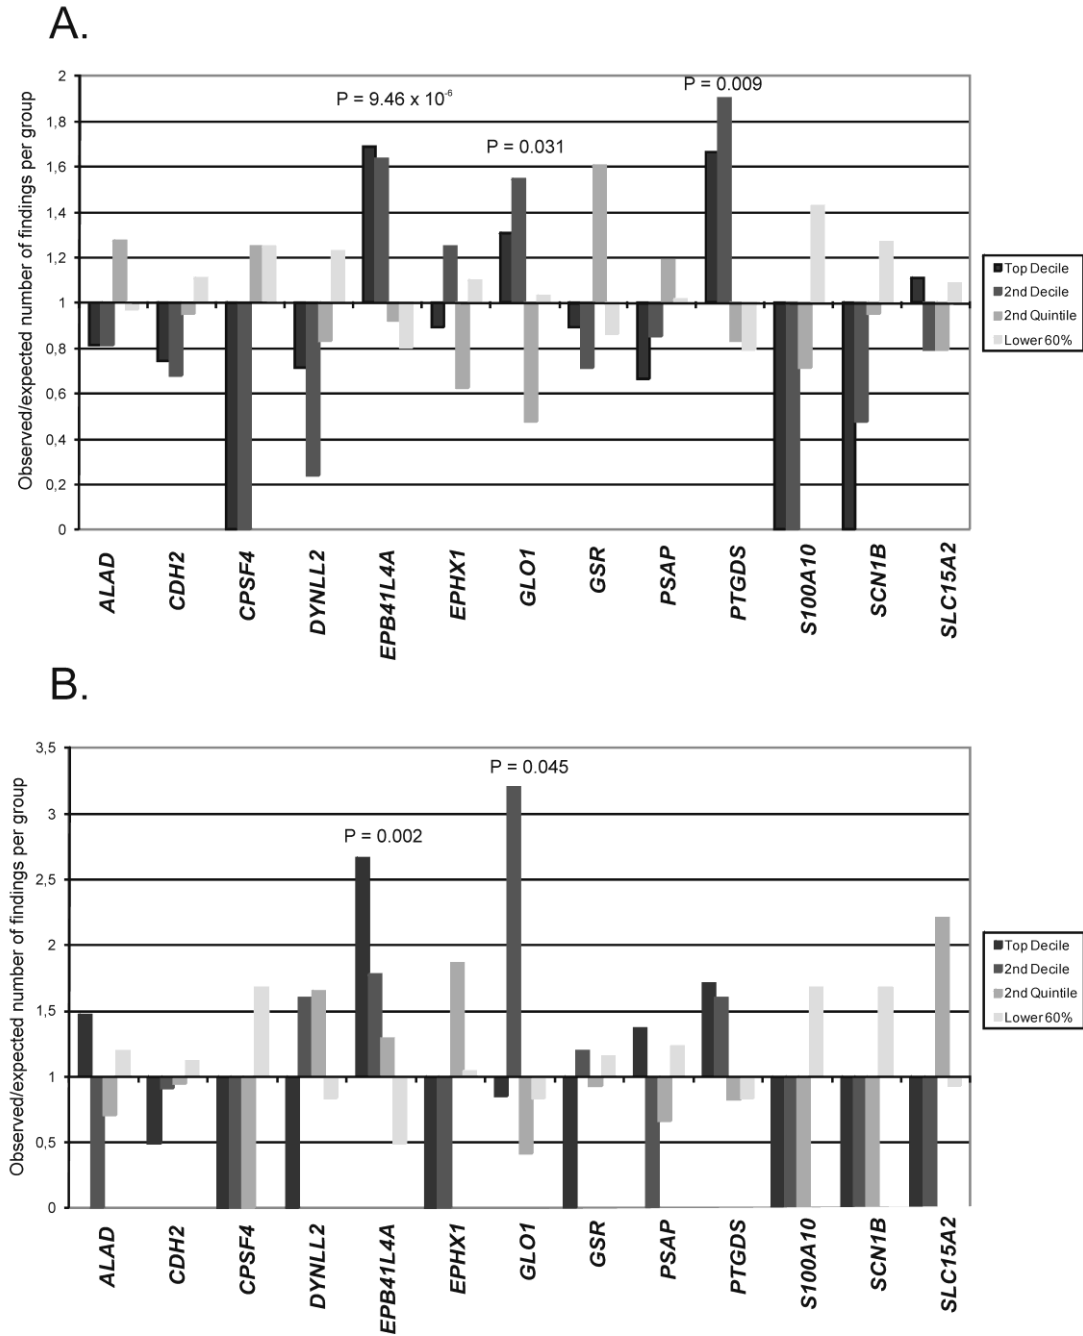 A.
Observed/expected number of findings per group
2
1,8
1,6
1,4
1,2
1
0,8
0,6
0,4
0,2
0
P = 9.46 x 10⁻⁶
P = 0.031
P = 0.009
Top Decile
2nd Decile
2nd Quintile
Lower 60%
ALAD
CDH2
CPSF4
DYNLL2
EPB41L4A
EPHX1
GLO1
GSR
PSAP
PTGDS
S100A10
SCN1B
SLC15A2
B.
Observed/expected number of findings per group
3,5
3
2,5
2
1,5
1
0,5
0
P = 0.002
P = 0.045
Top Decile
2nd Decile
2nd Quintile
Lower 60%
ALAD
CDH2
CPSF4
DYNLL2
EPB41L4A
EPHX1
GLO1
GSR
PSAP
PTGDS
S100A10
SCN1B
SLC15A2